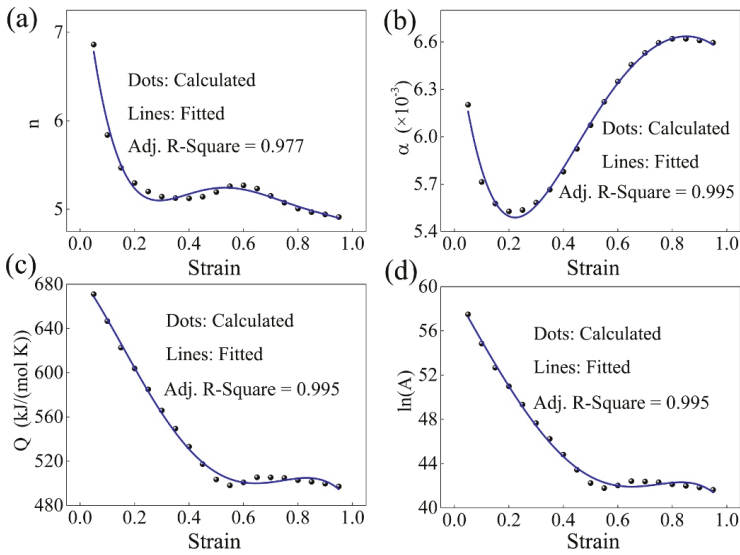 (a)
7
6
5
n
Dots: Calculated
Lines: Fitted
Adj. R-Square = 0.977
0.0 0.2 0.4 0.6 0.8 1.0
Strain
(b)
6.6
6.3
6.0
5.7
5.4
α (×10⁻³)
Dots: Calculated
Lines: Fitted
Adj. R-Square = 0.995
0.0 0.2 0.4 0.6 0.8 1.0
Strain
(c)
680
640
600
560
520
480
Q (kJ/(mol K))
Dots: Calculated
Lines: Fitted
Adj. R-Square = 0.995
0.0 0.2 0.4 0.6 0.8 1.0
Strain
(d)
60
56
52
48
44
40
ln(A)
Dots: Calculated
Lines: Fitted
Adj. R-Square = 0.995
0.0 0.2 0.4 0.6 0.8 1.0
Strain